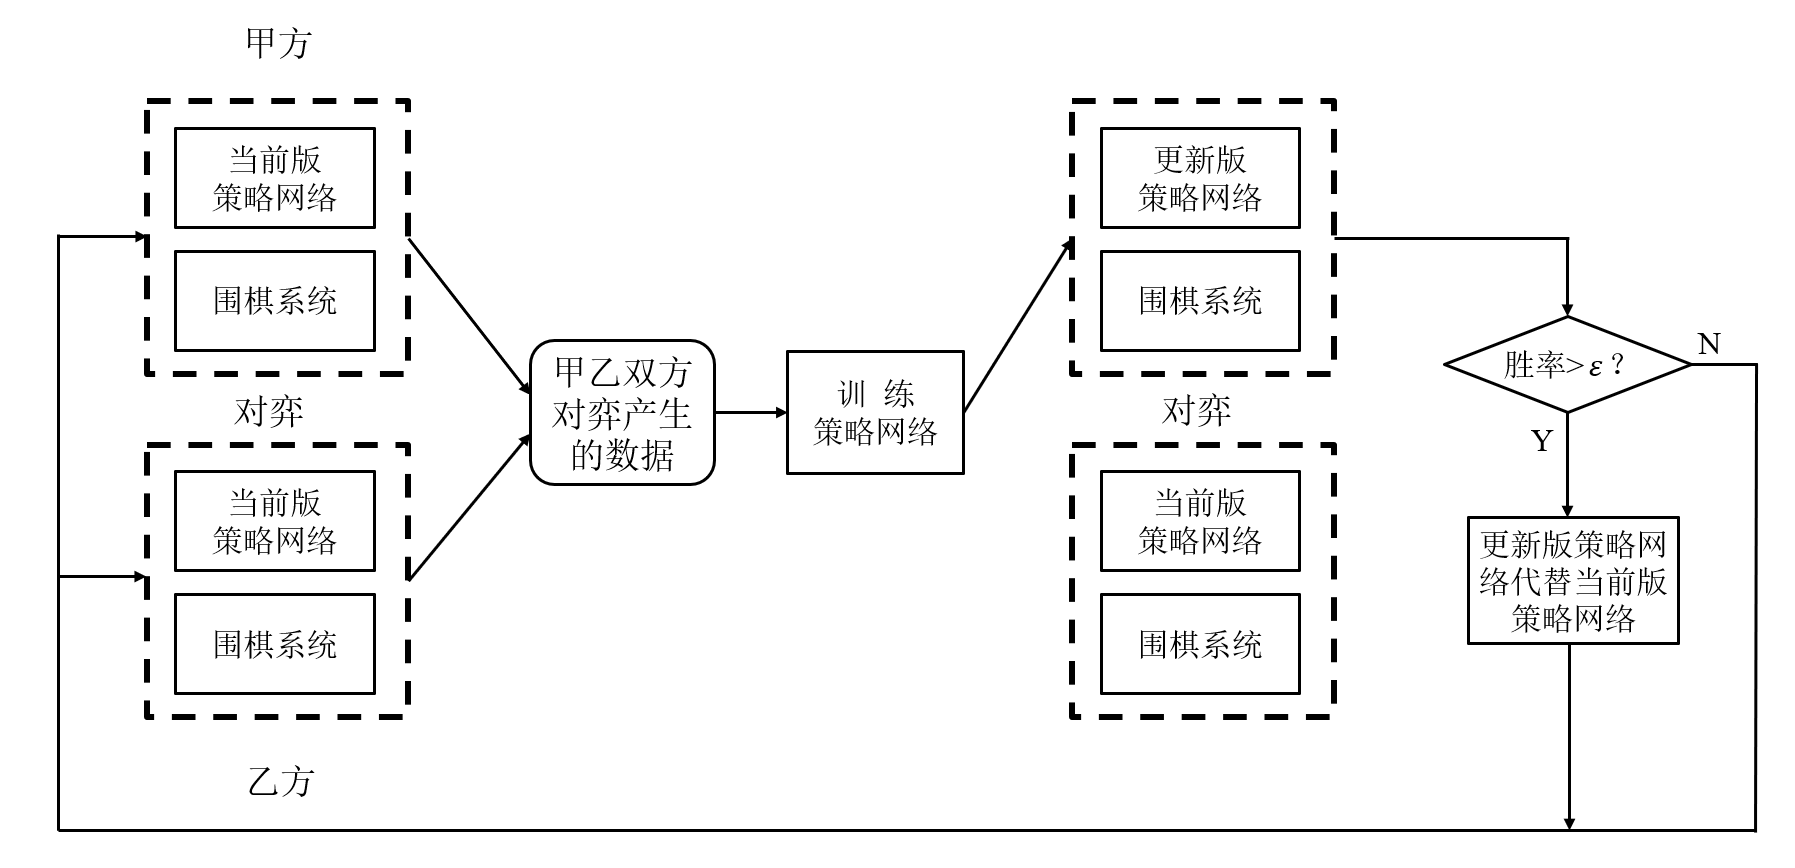 甲方
当前版
策略网络
围棋系统
对弈
当前版
策略网络
围棋系统
乙方
甲乙双方
对弈产生
的数据
训 练
策略网络
更新版
策略网络
围棋系统
对弈
当前版
策略网络
围棋系统
胜率>ε？
N
Y
更新版策略网
络代替当前版
策略网络